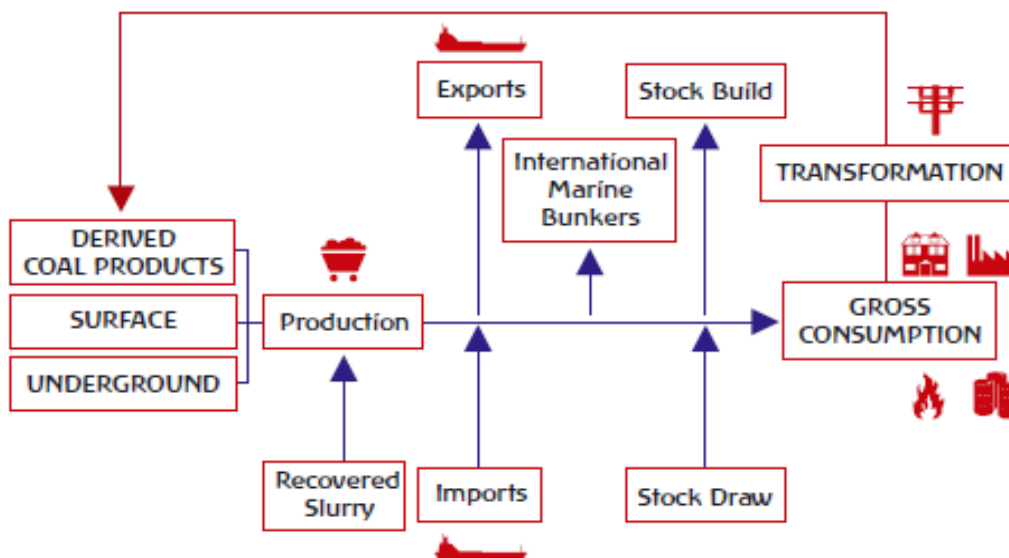 Exports
Stock Build
International
Marine
Bunkers
TRANSFORMATION
DERIVED
COAL PRODUCTS
SURFACE
Production
GROSS
CONSUMPTION
UNDERGROUND
Recovered
Slurry
Imports
Stock Draw